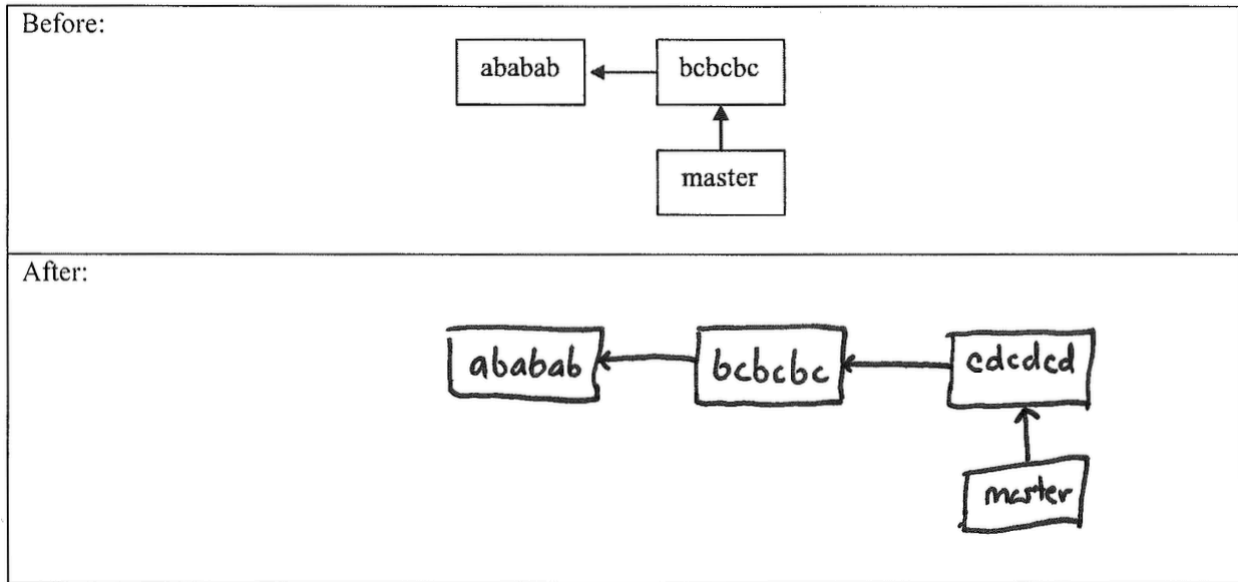 Before:
ababab
bcbcbc
master
After:
ababab
bcbcbc
cdcdcd
master